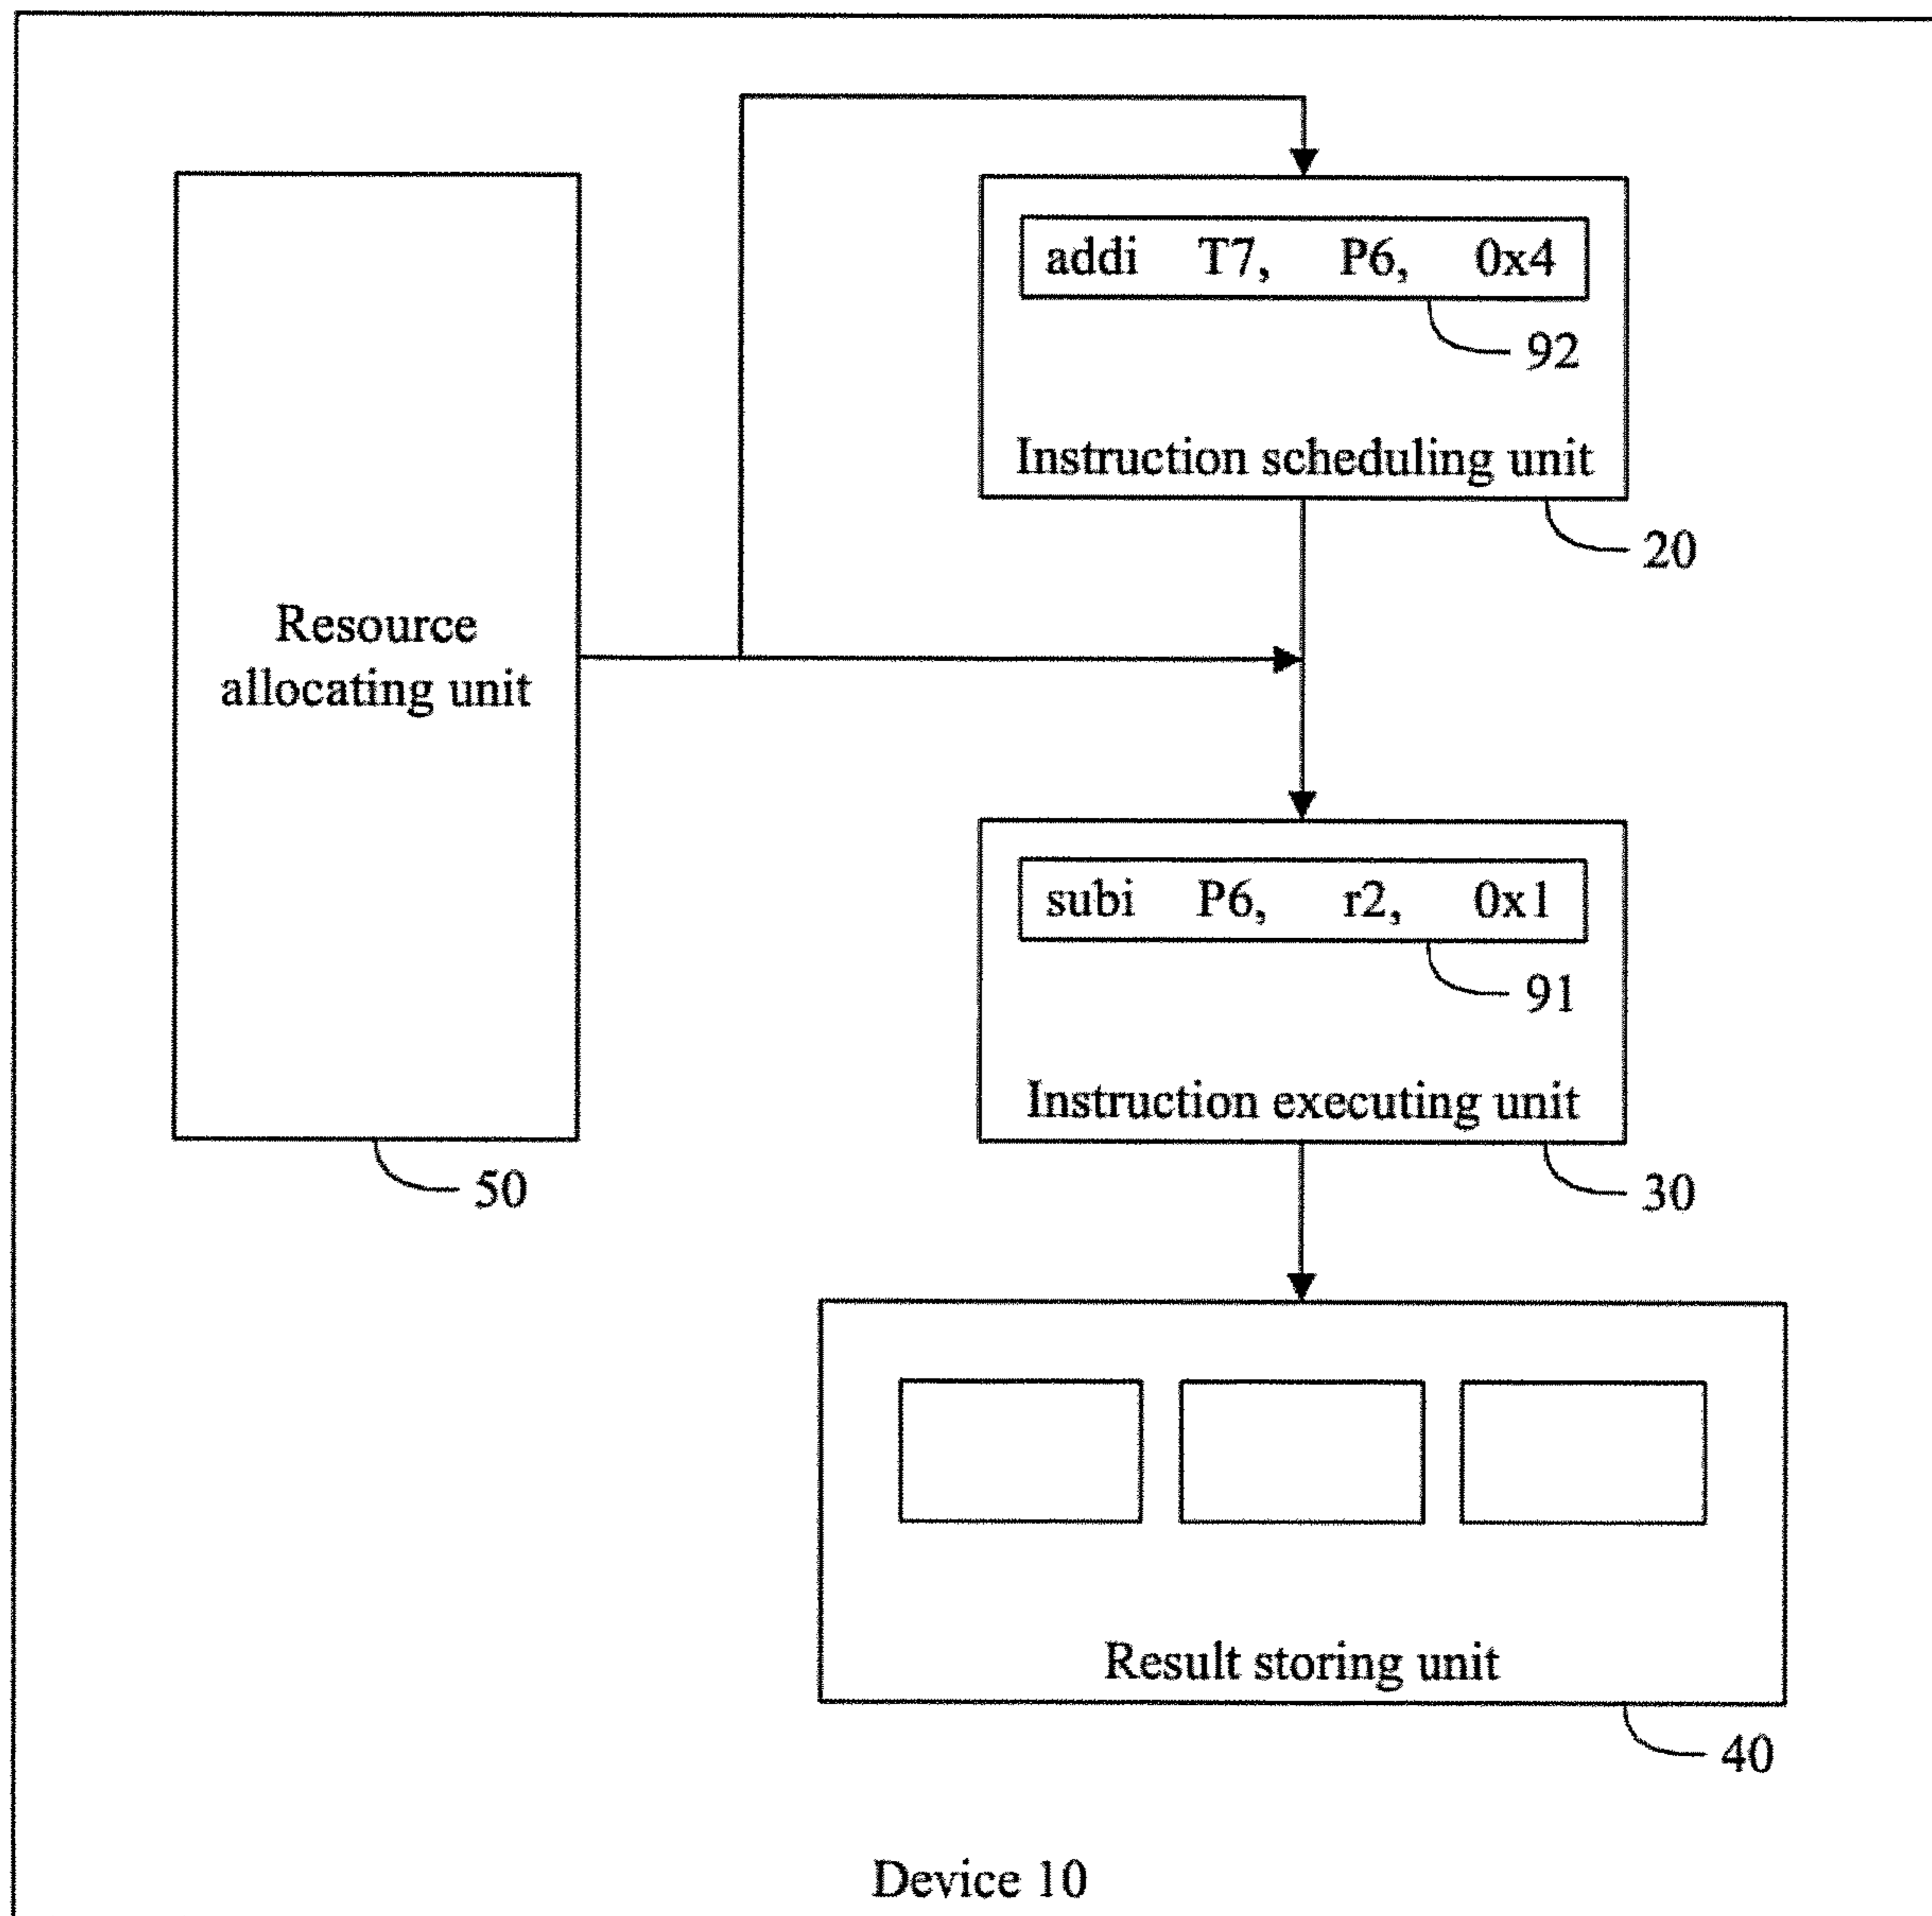 addi T7, P6, 0x4
92
Instruction scheduling unit
20
Resource
allocating unit
50
subi P6, r2, 0x1
91
Instruction executing unit
30
Result storing unit
40
Device 10